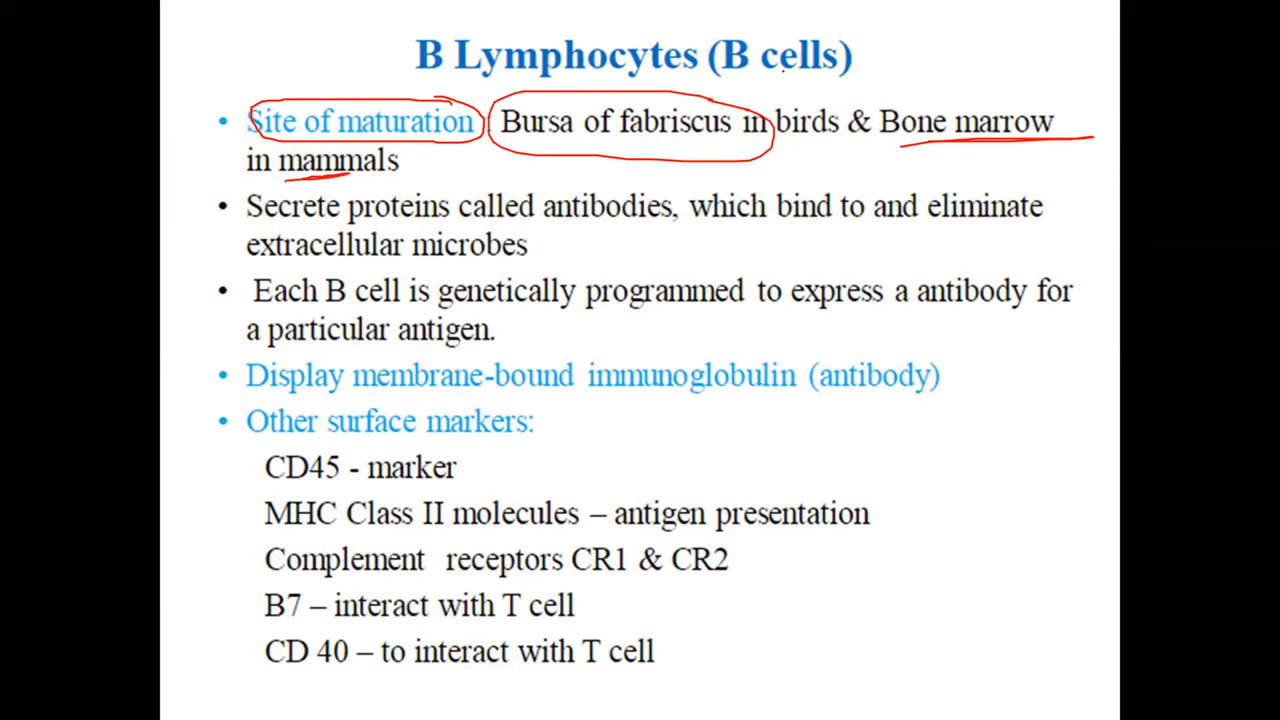 B Lymphocytes (B cells)
• Site of maturation Bursa of fabriscus in birds & Bone marrow
in mammals
• Secrete proteins called antibodies, which bind to and eliminate
extracellular microbes
• Each B cell is genetically programmed to express a antibody for
a particular antigen.
• Display membrane-bound immunoglobulin (antibody)
• Other surface markers:
CD45 - marker
MHC Class II molecules – antigen presentation
Complement receptors CR1 & CR2
B7 – interact with T cell
CD 40 – to interact with T cell